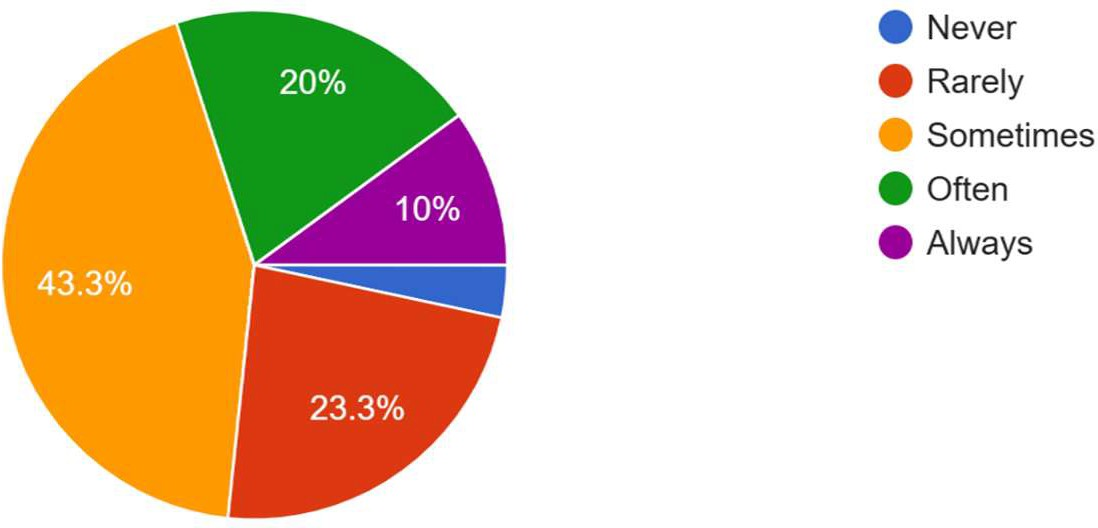 20%
10%
43.3%
23.3%
Never
Rarely
Sometimes
Often
Always